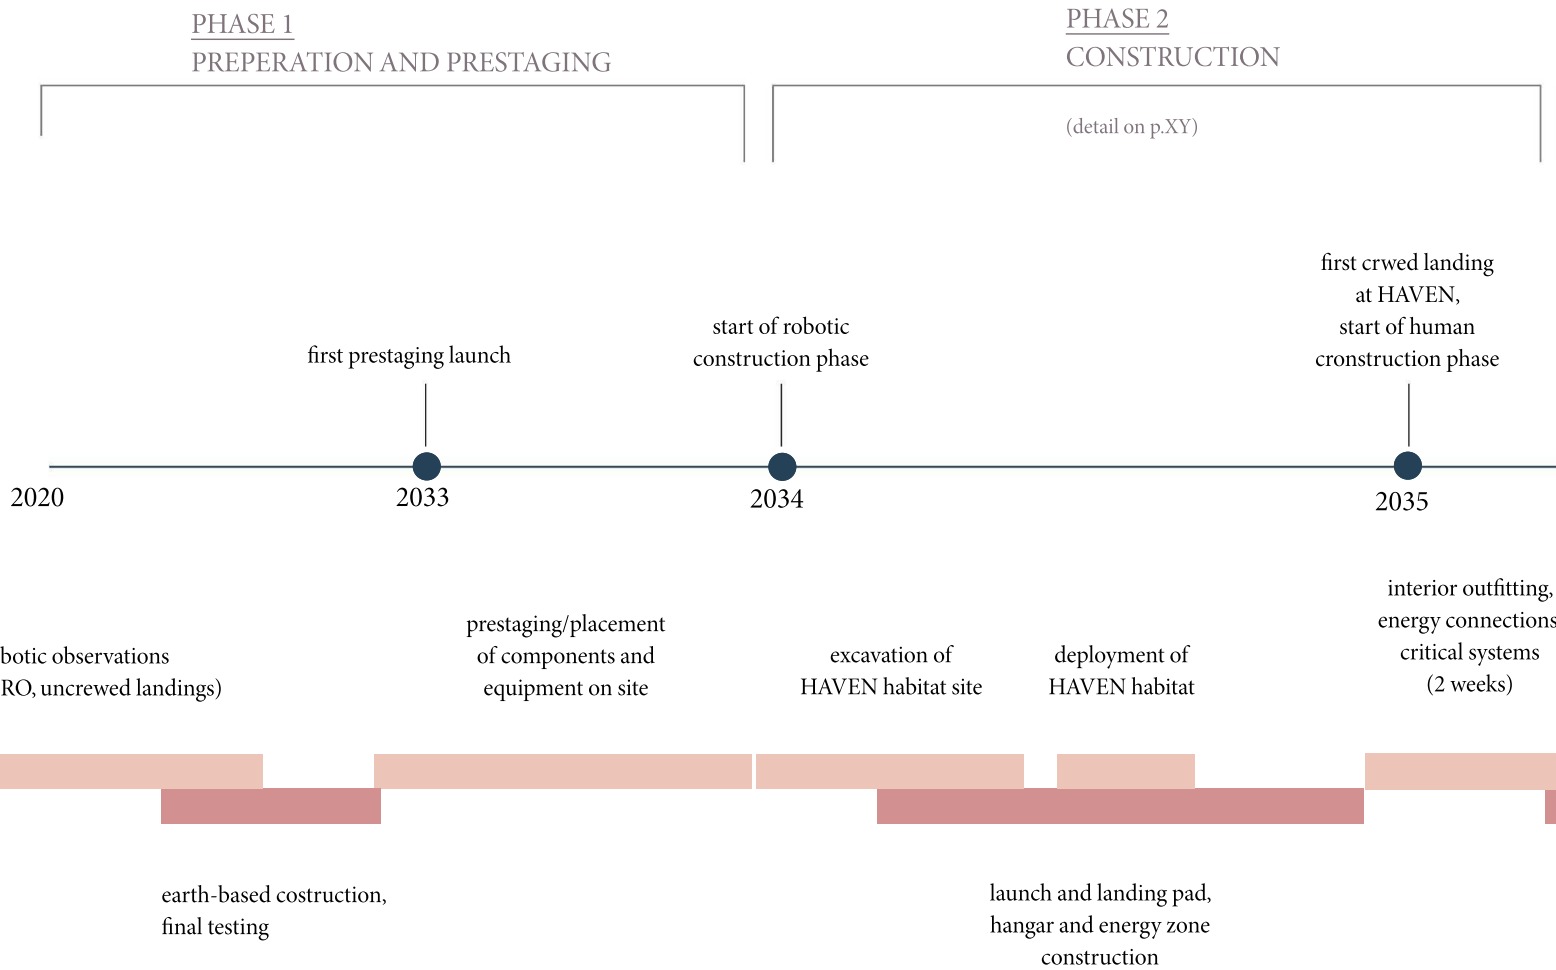 PHASE 1
PREPERATION AND PRESTAGING
PHASE 2
CONSTRUCTION
(detail on p.XY)
first prestaging launch
start of robotic
construction phase
first crwed landing
at HAVEN,
start of human
cronstruction phase
2020
2033
2034
2035
botic observations
RO, uncrewed landings)
prestaging/placement
of components and
equipment on site
excavation of
HAVEN habitat site
deployment of
HAVEN habitat
interior outfitting,
energy connections
critical systems
(2 weeks)
earth-based costruction,
final testing
launch and landing pad,
hangar and energy zone
construction